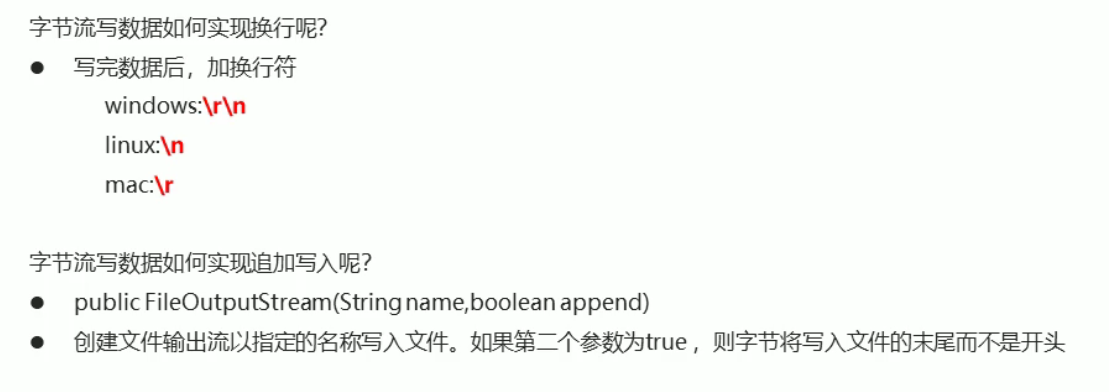 字节流写数据如何实现换行呢?
● 写完数据后，加换行符
windows:\r\n
linux:\n
mac:\r
字节流写数据如何实现追加写入呢?
● public FileOutputStream(String name,boolean append)
● 创建文件输出流以指定的名称写入文件。如果第二个参数为true ，则字节将写入文件的末尾而不是开头